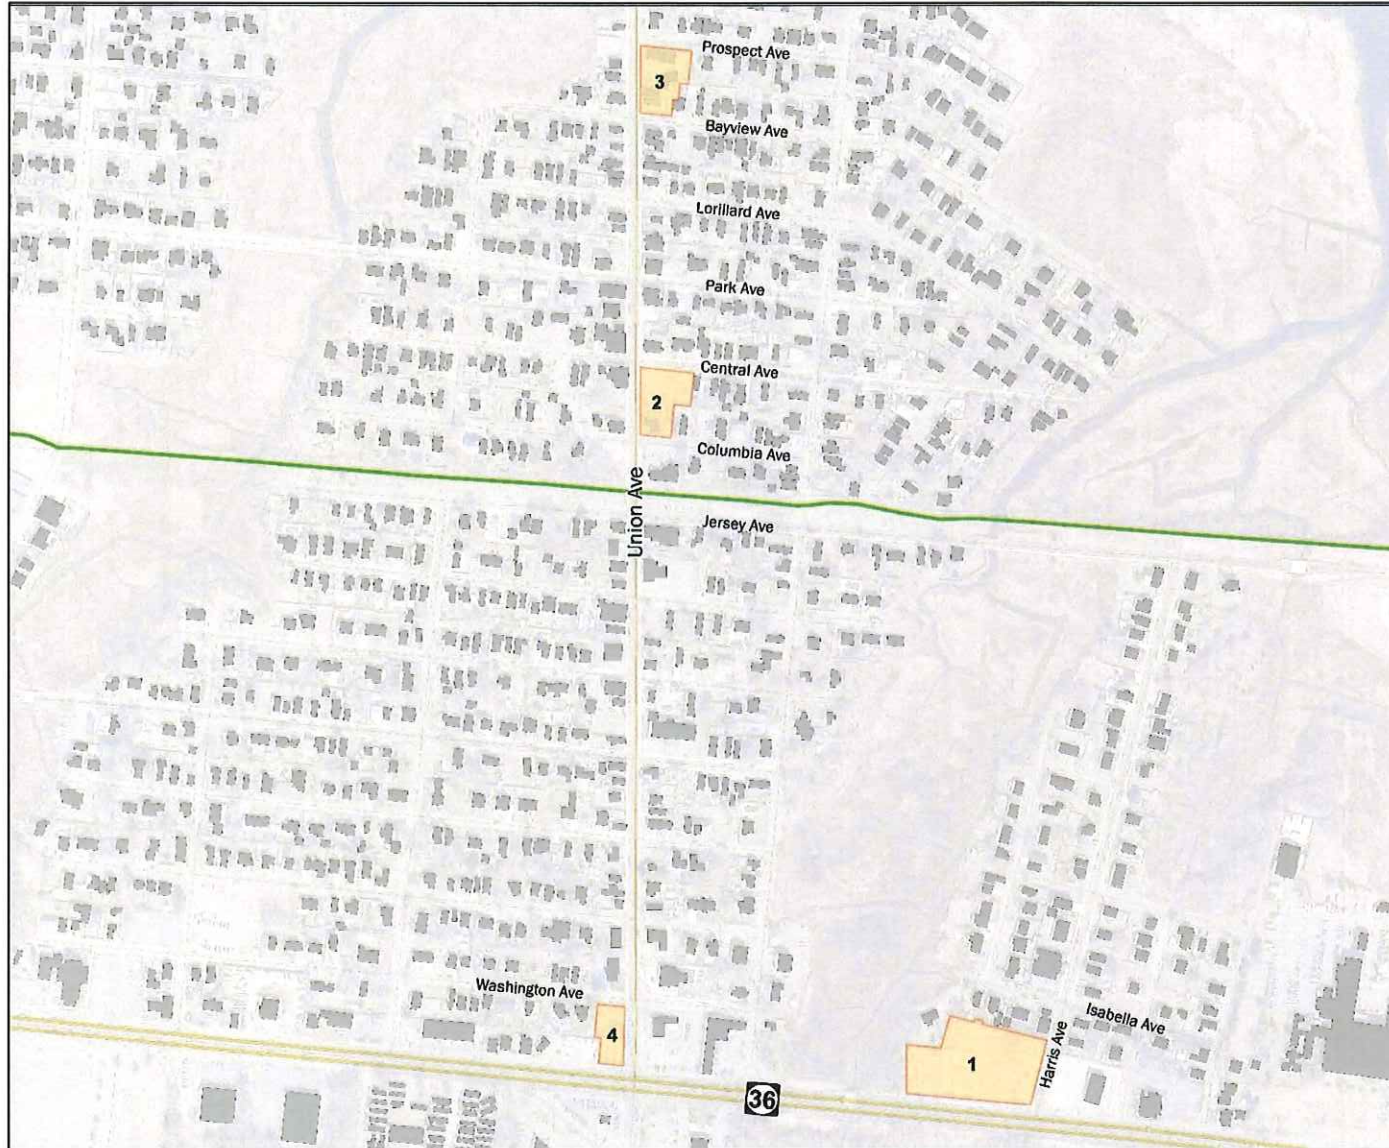 Prospect Ave
3
Bayview Ave
Lorillard Ave
Park Ave
Central Ave
2
Columbia Ave
Union Ave
Jersey Ave
Washington Ave
4
1
Harris Ave
Isabella Ave
36